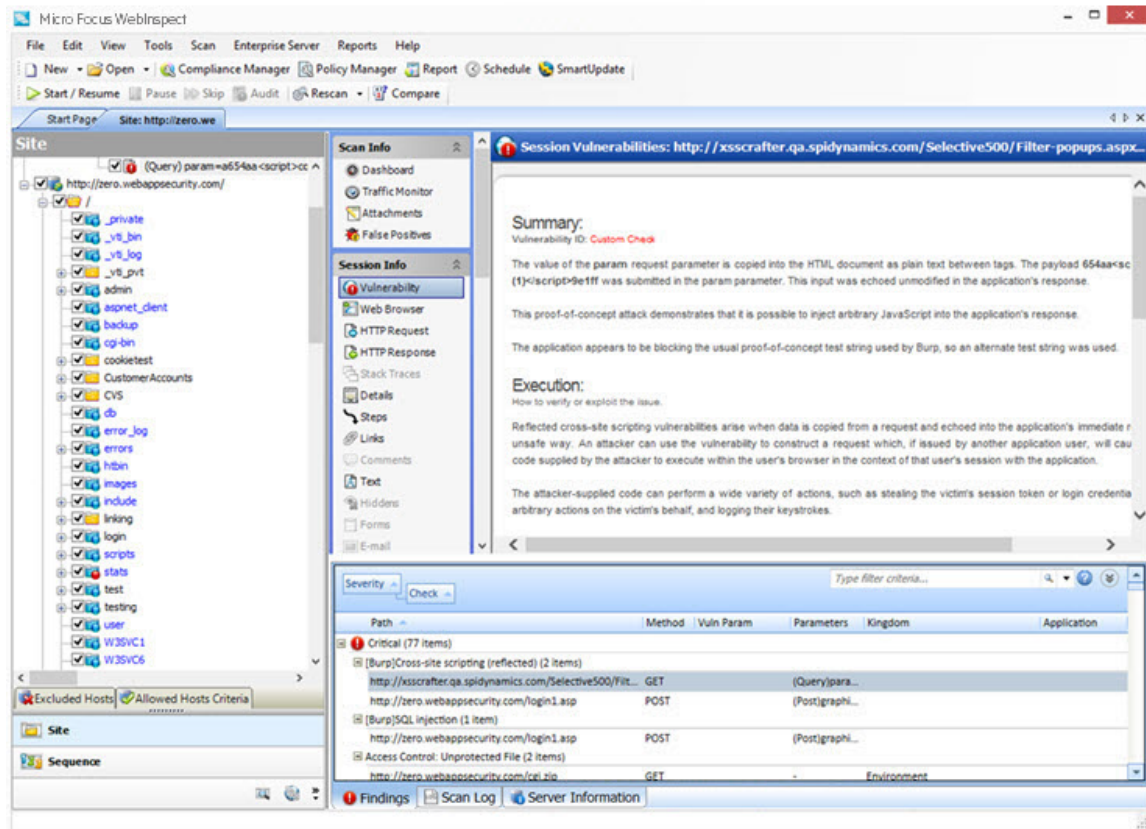 Micro Focus WebInspect
File Edit View Tools Scan Enterprise Server Reports Help
New Open Compliance Manager Policy Manager Report Schedule SmartUpdate
Start / Resume Pause Skip Audit Rescan Compare
Start Page Site: http://zero.we
Site
(Query) param=a654aa<script>cc
http://zero.webappsecurity.com/
/
_private
_vti_bin
_vti_log
_vti_pvt
admin
aspnet_client
backup
cgi-bin
cookietest
CustomerAccounts
CVS
db
error_log
errors
htbin
images
include
linking
login
scripts
stats
test
testing
user
W3SVC1
W3SVC6
Excluded Hosts Allowed Hosts Criteria
Site
Sequence
Scan Info
Dashboard
Traffic Monitor
Attachments
False Positives
Session Info
Vulnerability
Web Browser
HTTP Request
HTTP Response
Stack Traces
Details
Steps
Links
Comments
Text
Hiddens
Forms
E-mail
Session Vulnerabilities: http://xsscrafter.qa.spidynamics.com/Selective500/Filter-popups.aspx...
Summary:
Vulnerability ID: Custom Check
The value of the param request parameter is copied into the HTML document as plain text between tags. The payload 654aa<sc
(1)</script>9e1ff was submitted in the param parameter. This input was echoed unmodified in the application's response.
This proof-of-concept attack demonstrates that it is possible to inject arbitrary JavaScript into the application's response.
The application appears to be blocking the usual proof-of-concept test string used by Burp, so an alternate test string was used.
Execution:
How to verify or exploit the issue.
Reflected cross-site scripting vulnerabilities arise when data is copied from a request and echoed into the application's immediate r
unsafe way. An attacker can use the vulnerability to construct a request which, if issued by another application user, will cau
code supplied by the attacker to execute within the user's browser in the context of that user's session with the application.
The attacker-supplied code can perform a wide variety of actions, such as stealing the victim's session token or login credentia
arbitrary actions on the victim's behalf, and logging their keystrokes.
Severity
Check
Type filter criteria...
Path Method Vuln Param Parameters Kingdom Application
Critical (77 items)
[Burp]Cross-site scripting (reflected) (2 items)
http://xsscrafter.qa.spidynamics.com/Selective500/Filt... GET (Query)para...
http://zero.webappsecurity.com/login1.asp POST (Post)graphi...
[Burp]SQL injection (1 item)
http://zero.webappsecurity.com/login1.asp POST (Post)graphi...
Access Control: Unprotected File (2 items)
http://zero.webappsecurity.com/cgi.zip GET - Environment
Findings Scan Log Server Information